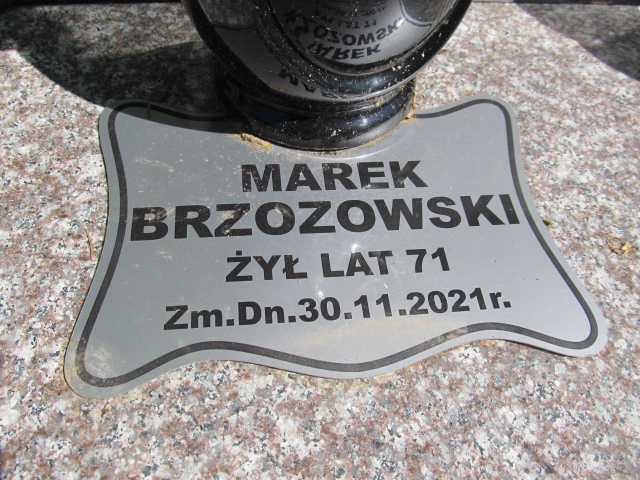 MAREK
BRZOZOWSKI
ŻYŁ LAT 71
Zm.Dn.30.11.2021r.